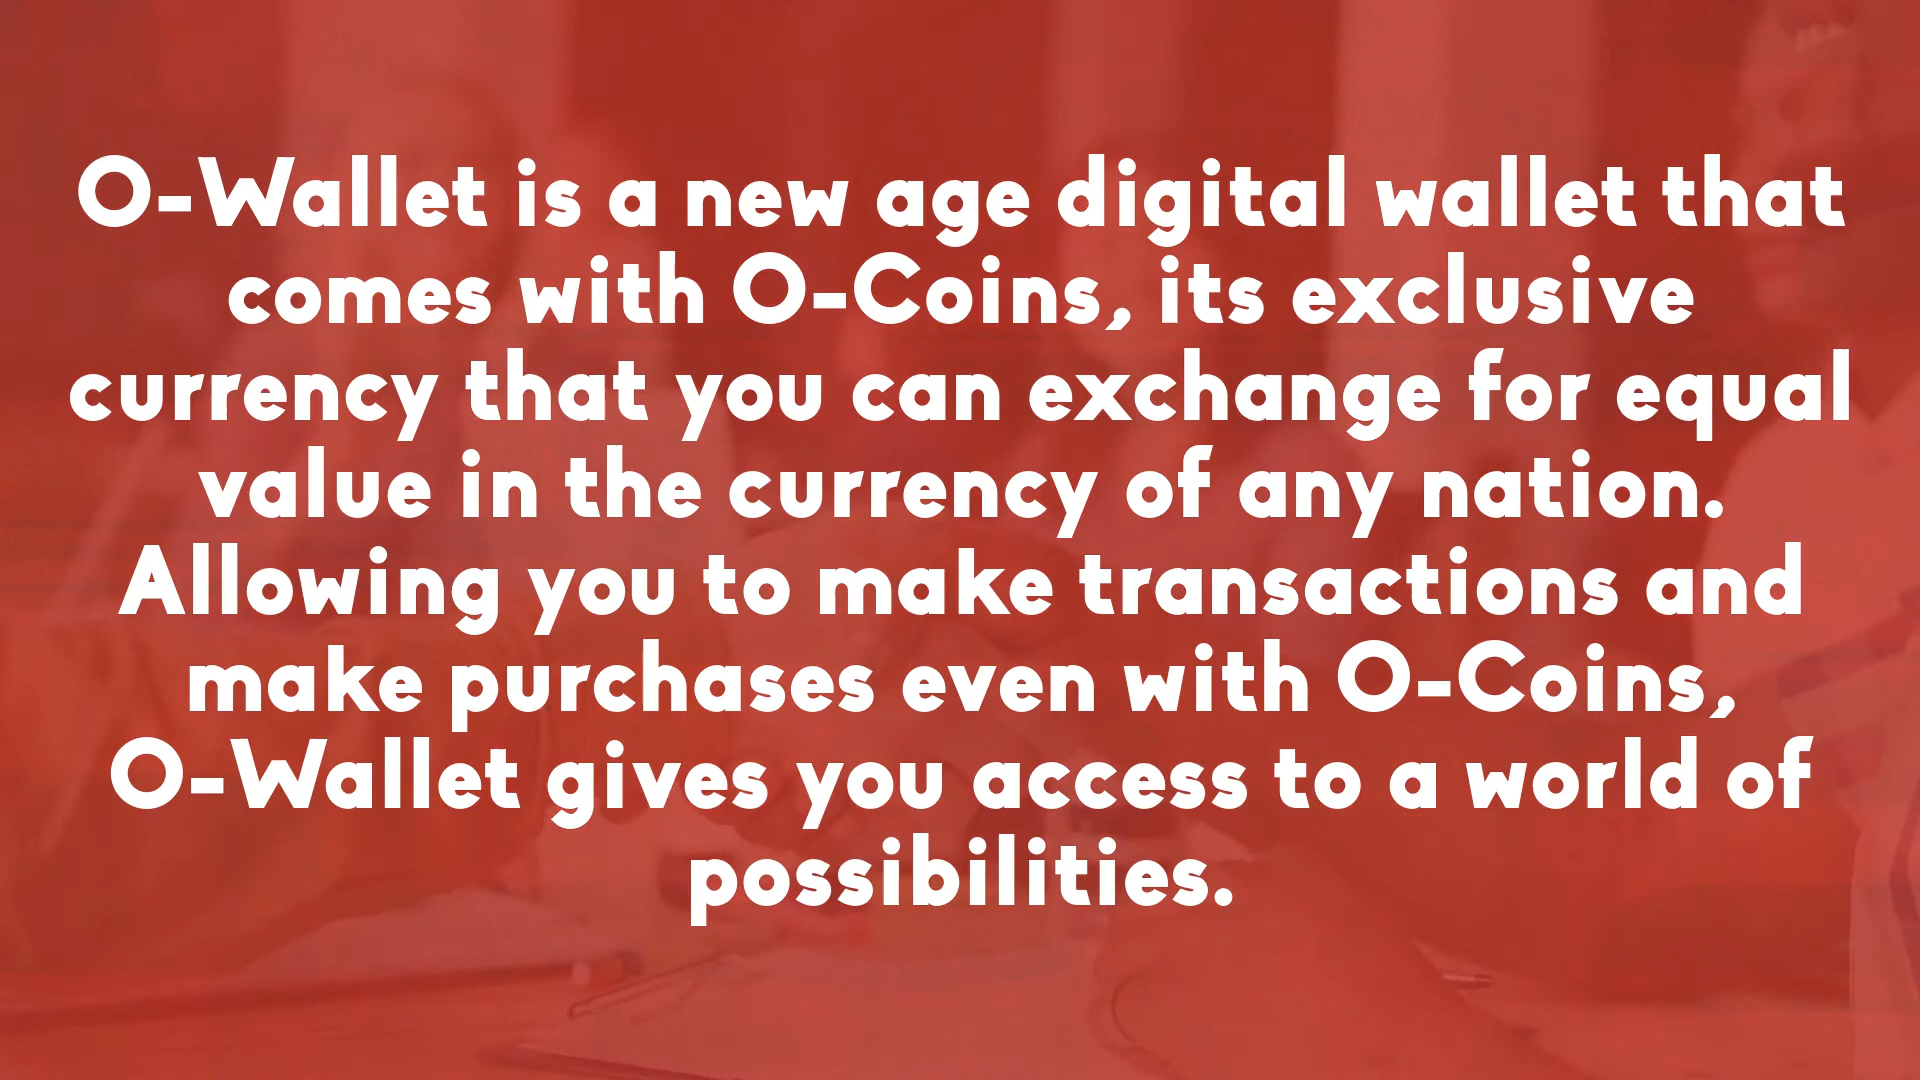 O-Wallet is a new age digital wallet that
comes with O-Coins, its exclusive
currency that you can exchange for equal
value in the currency of any nation.
Allowing you to make transactions and
make purchases even with O-Coins,
O-Wallet gives you access to a world of
possibilities.